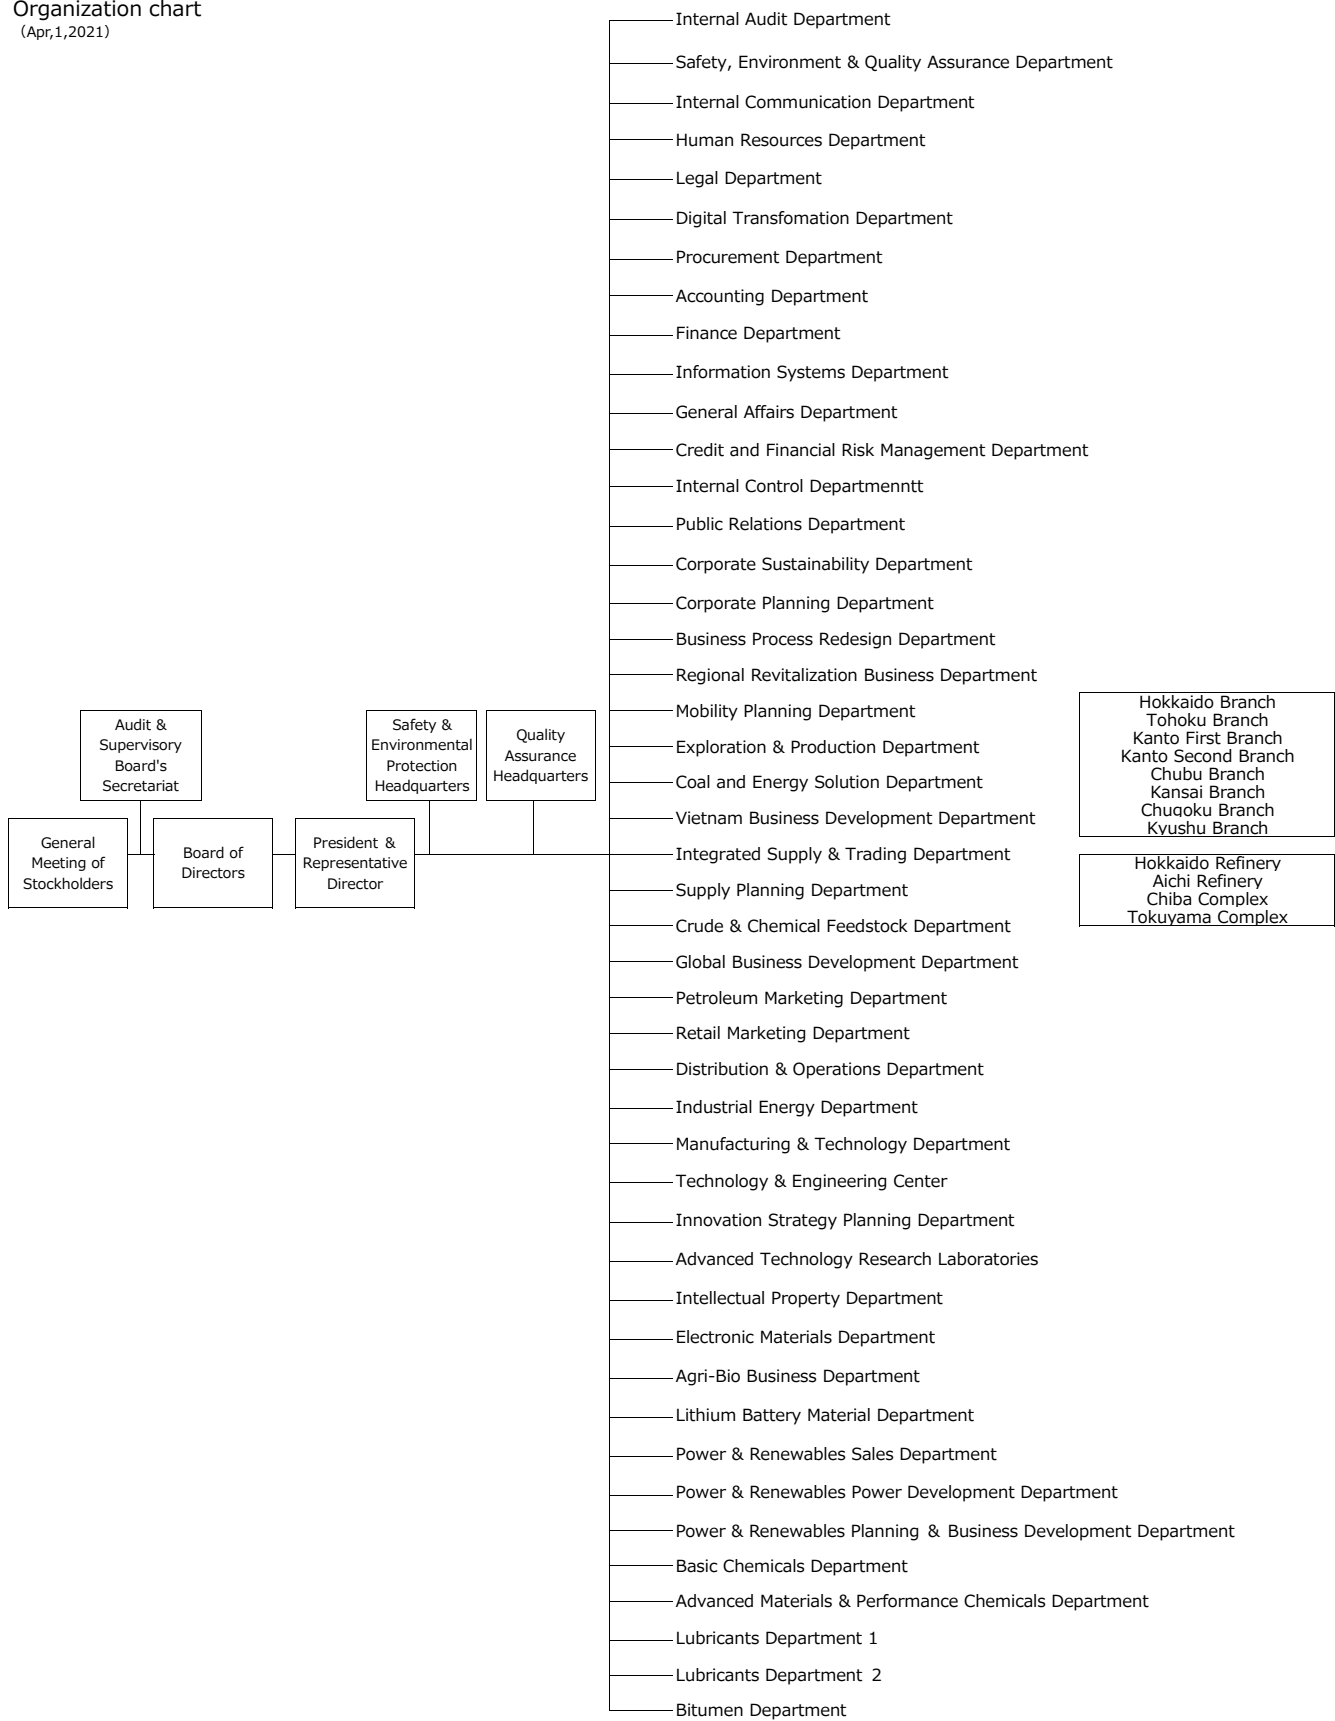 Organization chart
（Apr,1,2021）
Internal Audit Department
Safety, Environment & Quality Assurance Department
Internal Communication Department
Human Resources Department
Legal Department
Digital Transfomation Department
Procurement Department
Accounting Department
Finance Department
Information Systems Department
General Affairs Department
Credit and Financial Risk Management Department
Internal Control Departmenntt
Public Relations Department
Corporate Sustainability Department
Corporate Planning Department
Business Process Redesign Department
Regional Revitalization Business Department
Mobility Planning Department
Exploration & Production Department
Coal and Energy Solution Department
Vietnam Business Development Department
Integrated Supply & Trading Department
Supply Planning Department
Crude & Chemical Feedstock Department
Global Business Development Department
Petroleum Marketing Department
Retail Marketing Department
Distribution & Operations Department
Industrial Energy Department
Manufacturing & Technology Department
Technology & Engineering Center
Innovation Strategy Planning Department
Advanced Technology Research Laboratories
Intellectual Property Department
Electronic Materials Department
Agri-Bio Business Department
Lithium Battery Material Department
Power & Renewables Sales Department
Power & Renewables Power Development Department
Power & Renewables Planning & Business Development Department
Basic Chemicals Department
Advanced Materials & Performance Chemicals Department
Lubricants Department 1
Lubricants Department 2
Bitumen Department
Audit &
Supervisory
Board's
Secretariat
Safety &
Environmental
Protection
Headquarters
Quality
Assurance
Headquarters
General
Meeting of
Stockholders
Board of
Directors
President &
Representative
Director
Hokkaido Branch
Tohoku Branch
Kanto First Branch
Kanto Second Branch
Chubu Branch
Kansai Branch
Chugoku Branch
Kyushu Branch
Hokkaido Refinery
Aichi Refinery
Chiba Complex
Tokuyama Complex